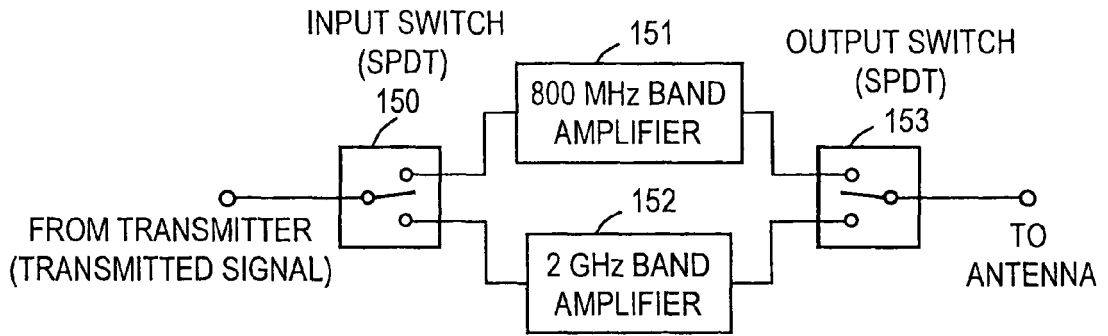 INPUT SWITCH
(SPDT)
150
151
800 MHz BAND
AMPLIFIER
OUTPUT SWITCH
(SPDT)
153
FROM TRANSMITTER
(TRANSMITTED SIGNAL)
152
2 GHz BAND
AMPLIFIER
TO
ANTENNA